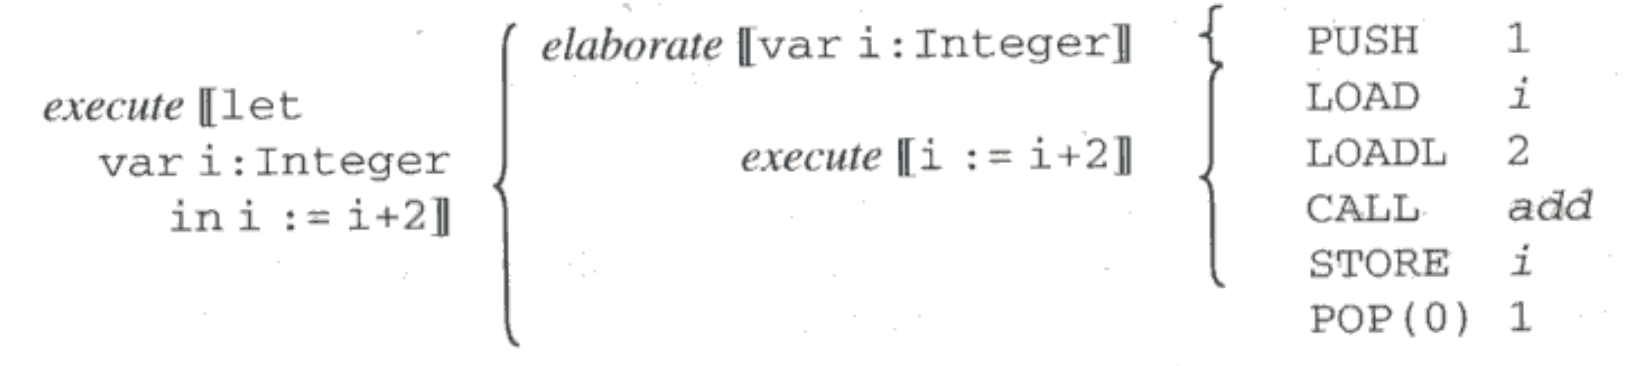 elaborate ⟦var i:Integer⟧ PUSH 1
execute ⟦let LOAD i
var i:Integer execute ⟦i := i+2⟧ LOADL 2
in i := i+2⟧ CALL add
STORE i
POP(0) 1